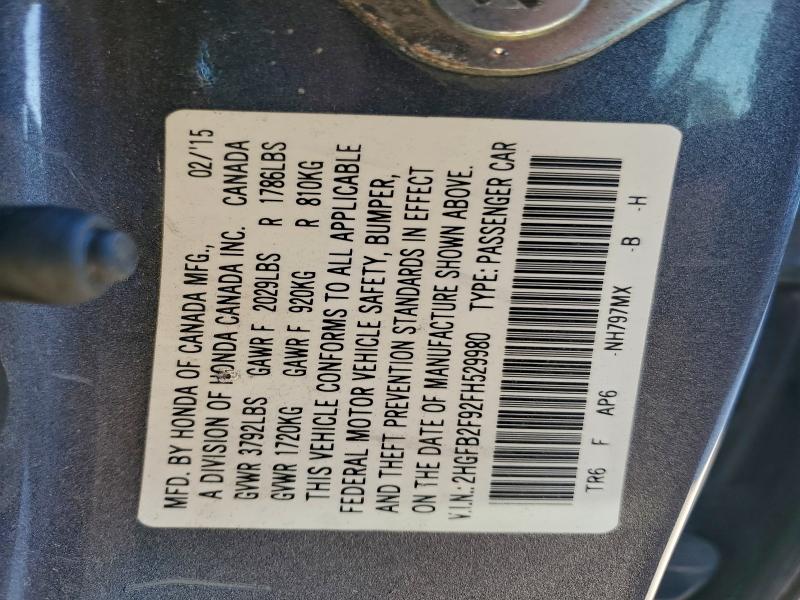 MFD. BY HONDA OF CANADA MFG., 02/'15
A DIVISION OF HONDA CANADA INC. CANADA
GVWR 3792LBS GAWR F 2029LBS R 1786LBS
GVWR 1720KG GAWR F 920KG R 810KG
THIS VEHICLE CONFORMS TO ALL APPLICABLE
FEDERAL MOTOR VEHICLE SAFETY, BUMPER,
AND THEFT PREVENTION STANDARDS IN EFFECT
ON THE DATE OF MANUFACTURE SHOWN ABOVE.
V.I.N.: 2HGFB2F92FH529980 TYPE: PASSENGER CAR
TR6 F AP6 -NH797MX -B -H